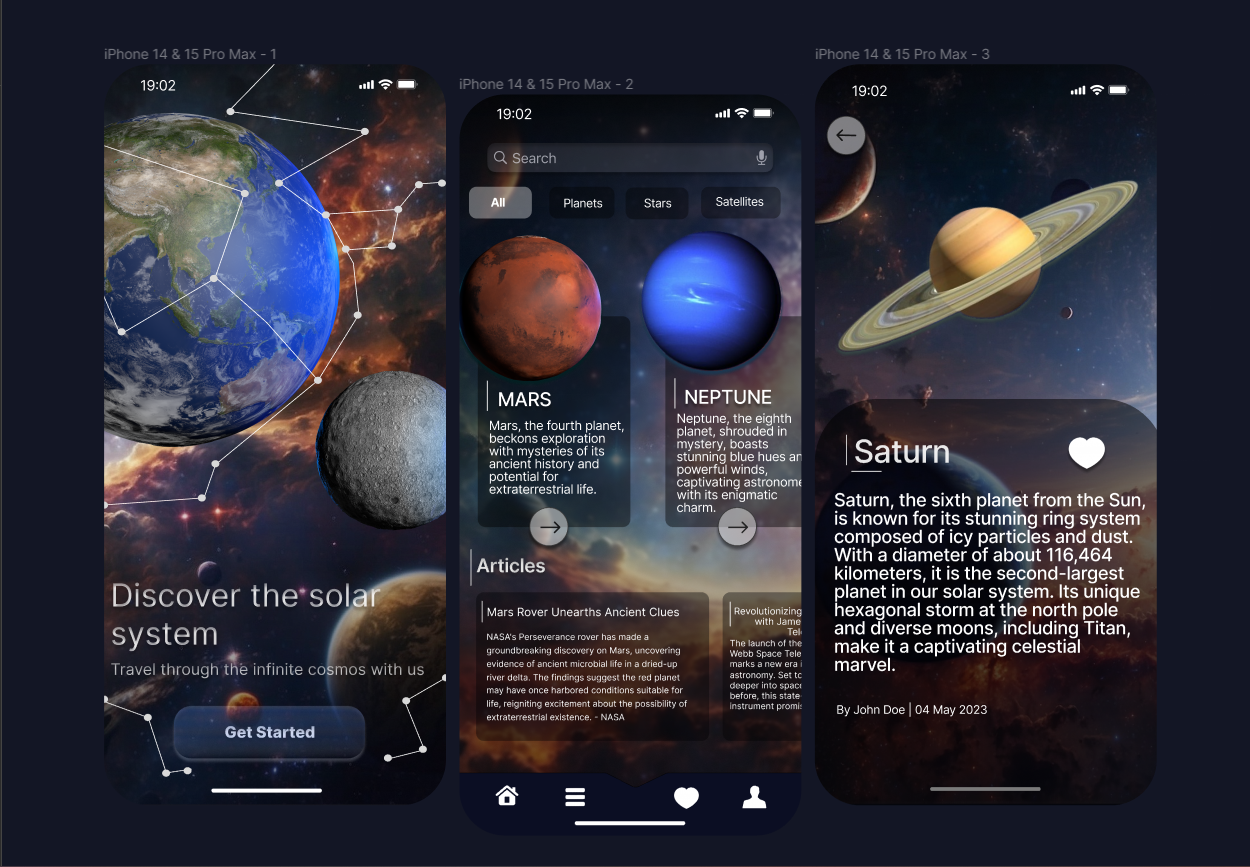 iPhone 14 & 15 Pro Max - 1
19:02
Discover the solar
system
Travel through the infinite cosmos with us
Get Started
iPhone 14 & 15 Pro Max - 2
19:02
Search
All
Planets
Stars
Satellites
MARS
Mars, the fourth planet,
beckons exploration
with mysteries of its
ancient history and
potential for
extraterrestrial life.
NEPTUNE
Neptune, the eighth
planet, shrouded in
mystery, boasts
stunning blue hues an
powerful winds,
captivating astronome
with its enigmatic
charm.
Articles
Mars Rover Unearths Ancient Clues
NASA's Perseverance rover has made a
groundbreaking discovery on Mars, uncovering
evidence of ancient microbial life in a dried-up
river delta. The findings suggest the red planet
may have once harbored conditions suitable for
life, reigniting excitement about the possibility of
extraterrestrial existence. - NASA
Revolutionizing
with Jame
Tele
The launch of the
Webb Space Tele
marks a new era i
astronomy. Set to
deeper into space
before, this state
instrument promis
iPhone 14 & 15 Pro Max - 3
19:02
Saturn
Saturn, the sixth planet from the Sun,
is known for its stunning ring system
composed of icy particles and dust.
With a diameter of about 116,464
kilometers, it is the second-largest
planet in our solar system. Its unique
hexagonal storm at the north pole
and diverse moons, including Titan,
make it a captivating celestial
marvel.
By John Doe | 04 May 2023